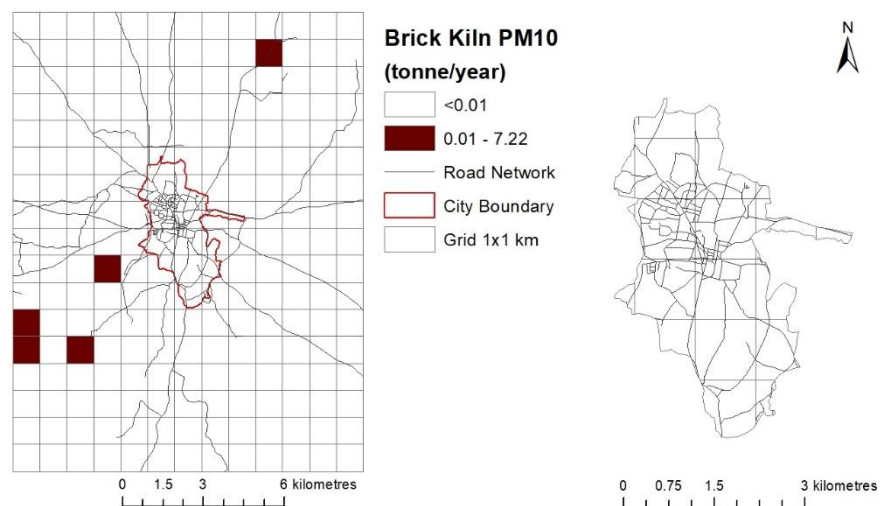 Brick Kiln PM10
(tonne/year)
<0.01
0.01 - 7.22
Road Network
City Boundary
Grid 1x1 km
N
0 1.5 3 6 kilometres
0 0.75 1.5 3 kilometres